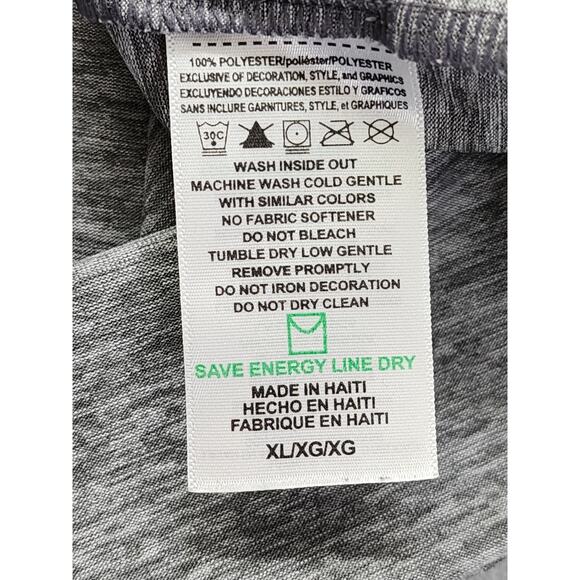 100% POLYESTER/poliéster/POLYESTER
EXCLUSIVE OF DECORATION, STYLE, and GRAPHICS
EXCLUYENDO DECORACIONES ESTILO Y GRAFICOS
SANS INCLURE GARNITURES, STYLE, et GRAPHIQUES
30C
WASH INSIDE OUT
MACHINE WASH COLD GENTLE
WITH SIMILAR COLORS
NO FABRIC SOFTENER
DO NOT BLEACH
TUMBLE DRY LOW GENTLE
REMOVE PROMPTLY
DO NOT IRON DECORATION
DO NOT DRY CLEAN
SAVE ENERGY LINE DRY
MADE IN HAITI
HECHO EN HAITI
FABRIQUE EN HAITI
XL/XG/XG